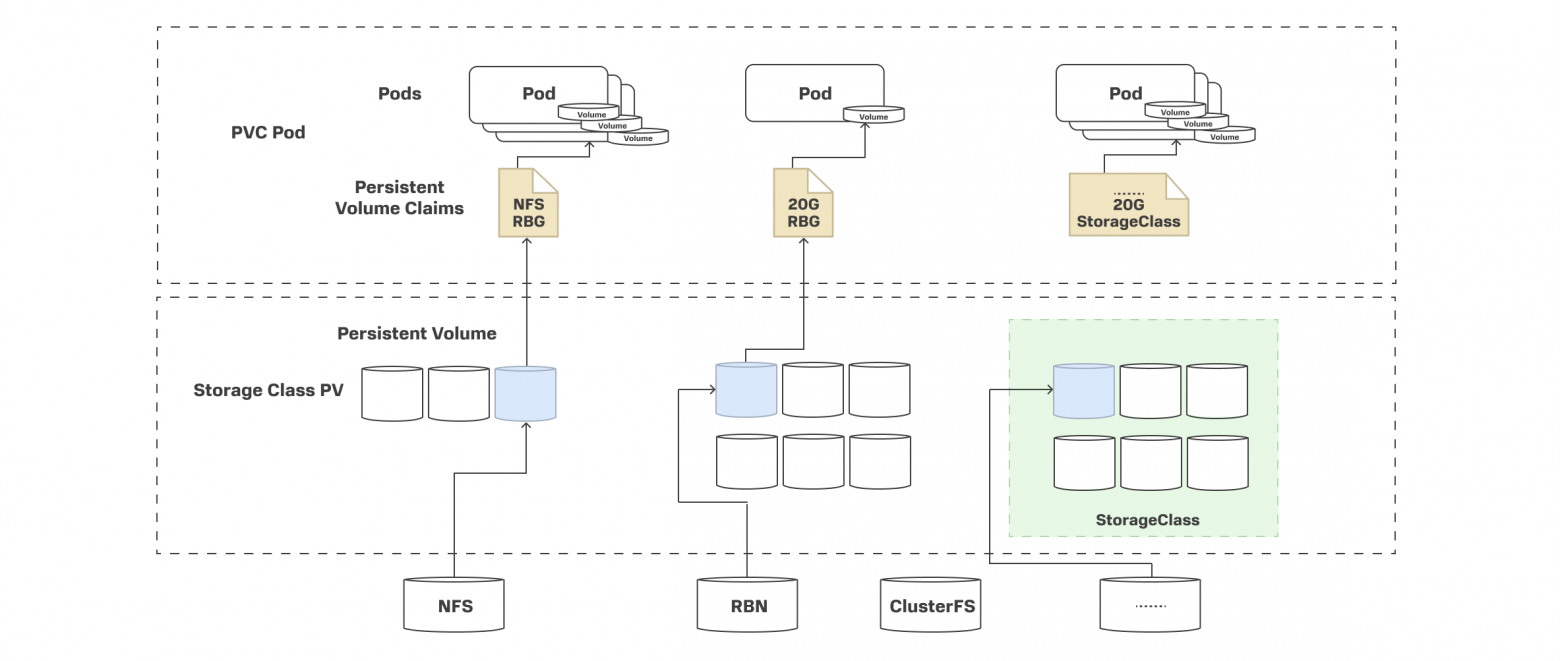 Pods
Pod
Volume
Volume
Volume
Pod
Volume
Pod
Volume
Volume
Volume
PVC Pod
Persistent
Volume Claims
NFS
RBG
20G
RBG
.......
20G
StorageClass
Persistent Volume
Storage Class PV
StorageClass
NFS
RBN
ClusterFS
.......